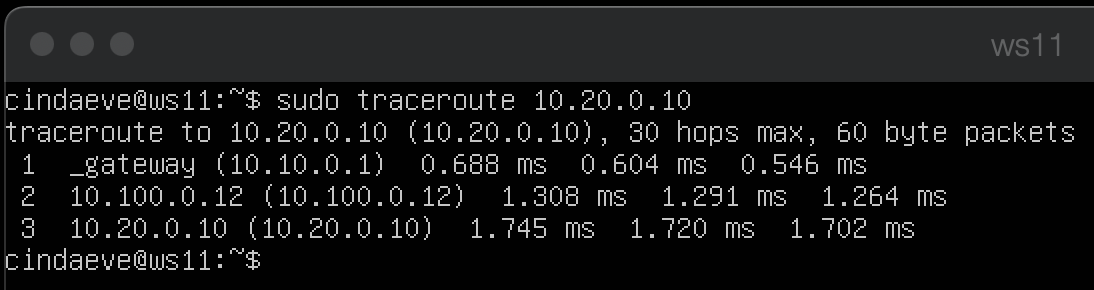 ws11
cindaeve@ws11:~$ sudo traceroute 10.20.0.10
traceroute to 10.20.0.10 (10.20.0.10), 30 hops max, 60 byte packets
 1  _gateway (10.10.0.1)  0.688 ms  0.604 ms  0.546 ms
 2  10.100.0.12 (10.100.0.12)  1.308 ms  1.291 ms  1.264 ms
 3  10.20.0.10 (10.20.0.10)  1.745 ms  1.720 ms  1.702 ms
cindaeve@ws11:~$